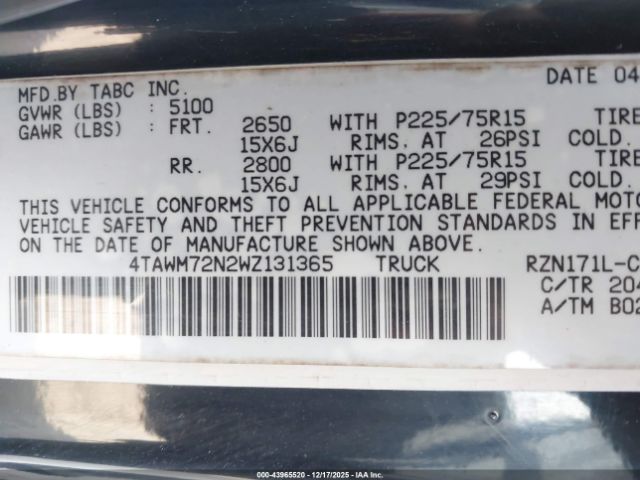 MFD.BY TABC INC. DATE 04
GVWR (LBS) : 5100
GAWR (LBS) : FRT. 2650 WITH P225/75R15 TIRE
15X6J RIMS. AT 26PSI COLD.
RR. 2800 WITH P225/75R15 TIRE
15X6J RIMS. AT 29PSI COLD.
THIS VEHICLE CONFORMS TO ALL APPLICABLE FEDERAL MOTO
VEHICLE SAFETY AND THEFT PREVENTION STANDARDS IN EF
ON THE DATE OF MANUFACTURE SHOWN ABOVE.
4TAWM72N2WZ131365 TRUCK RZN171L-C
C/TR 204
A/TM B02
000-43965520 12/17/2025 - IAA Inc.